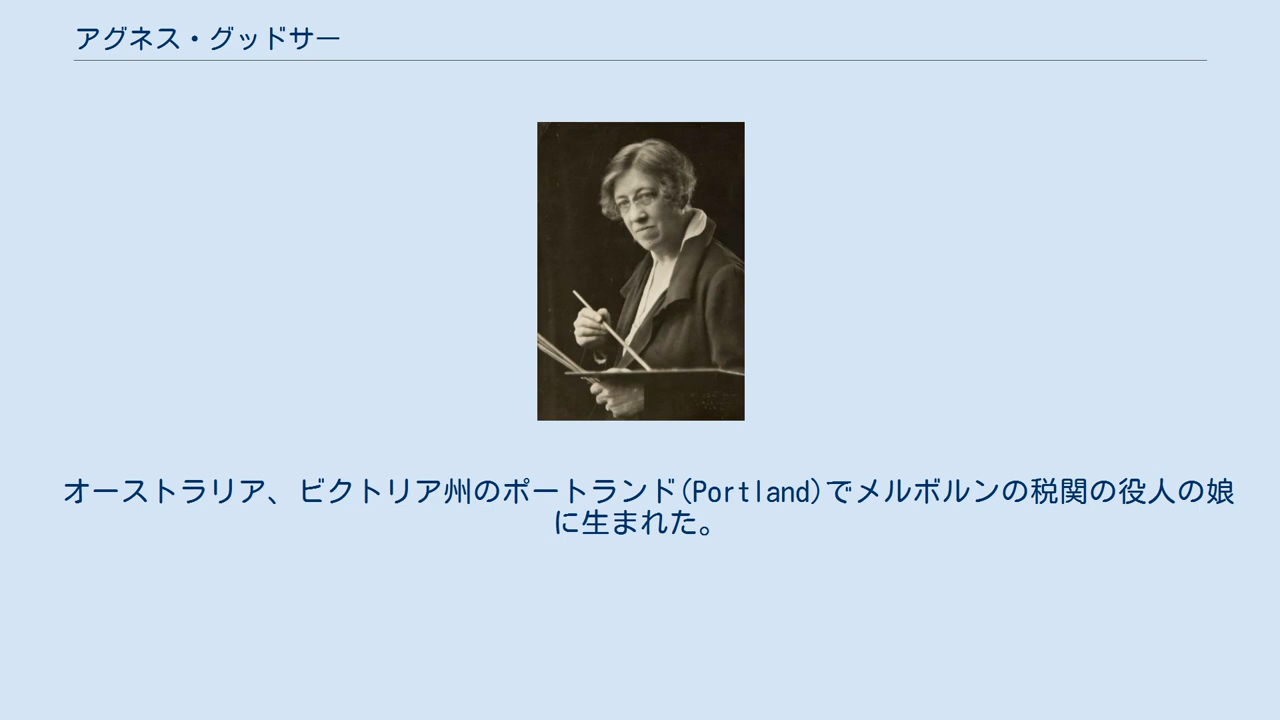 アグネス・グッドサー
オーストラリア、ビクトリア州のポートランド(Portland)でメルボルンの税関の役人の娘
に生まれた。